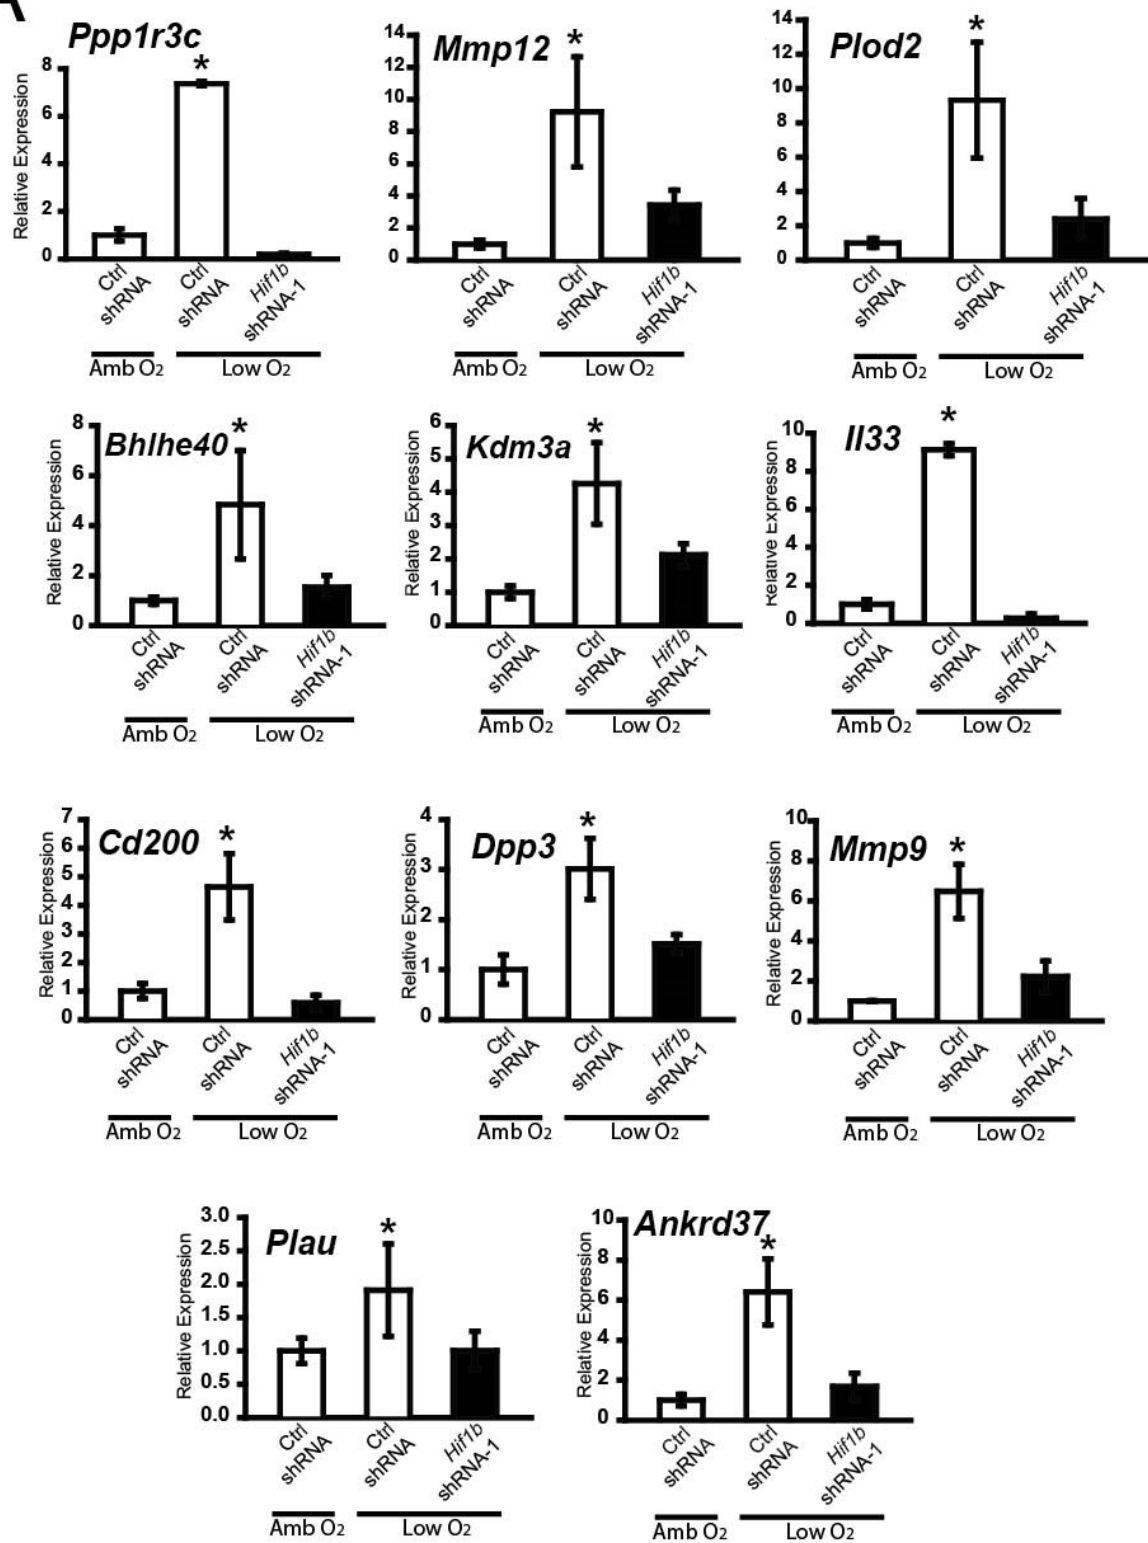 A
Ppp1r3c
*
Relative Expression
8
6
4
2
0
Ctrl shRNA
Ctrl shRNA
Hif1b shRNA-1
Amb O2
Low O2
Mmp12
*
14
12
10
8
6
4
2
0
Ctrl shRNA
Ctrl shRNA
Hif1b shRNA-1
Amb O2
Low O2
Plod2
*
14
12
10
8
6
4
2
0
Ctrl shRNA
Ctrl shRNA
Hif1b shRNA-1
Amb O2
Low O2
Bhlhe40
*
Relative Expression
8
6
4
2
0
Ctrl shRNA
Ctrl shRNA
Hif1b shRNA-1
Amb O2
Low O2
Kdm3a
*
Relative Expression
6
5
4
3
2
1
0
Ctrl shRNA
Ctrl shRNA
Hif1b shRNA-1
Amb O2
Low O2
Il33
*
Relative Expression
10
8
6
4
2
0
Ctrl shRNA
Ctrl shRNA
Hif1b shRNA-1
Amb O2
Low O2
Cd200
*
Relative Expression
7
6
5
4
3
2
1
0
Ctrl shRNA
Ctrl shRNA
Hif1b shRNA-1
Amb O2
Low O2
Dpp3
*
Relative Expression
4
3
2
1
0
Ctrl shRNA
Ctrl shRNA
Hif1b shRNA-1
Amb O2
Low O2
Mmp9
*
Relative Expression
10
8
6
4
2
0
Ctrl shRNA
Ctrl shRNA
Hif1b shRNA-1
Amb O2
Low O2
Plau
*
Relative Expression
3.0
2.5
2.0
1.5
1.0
0.5
0.0
Ctrl shRNA
Ctrl shRNA
Hif1b shRNA-1
Amb O2
Low O2
Ankrd37
*
Relative Expression
10
8
6
4
2
0
Ctrl shRNA
Ctrl shRNA
Hif1b shRNA-1
Amb O2
Low O2